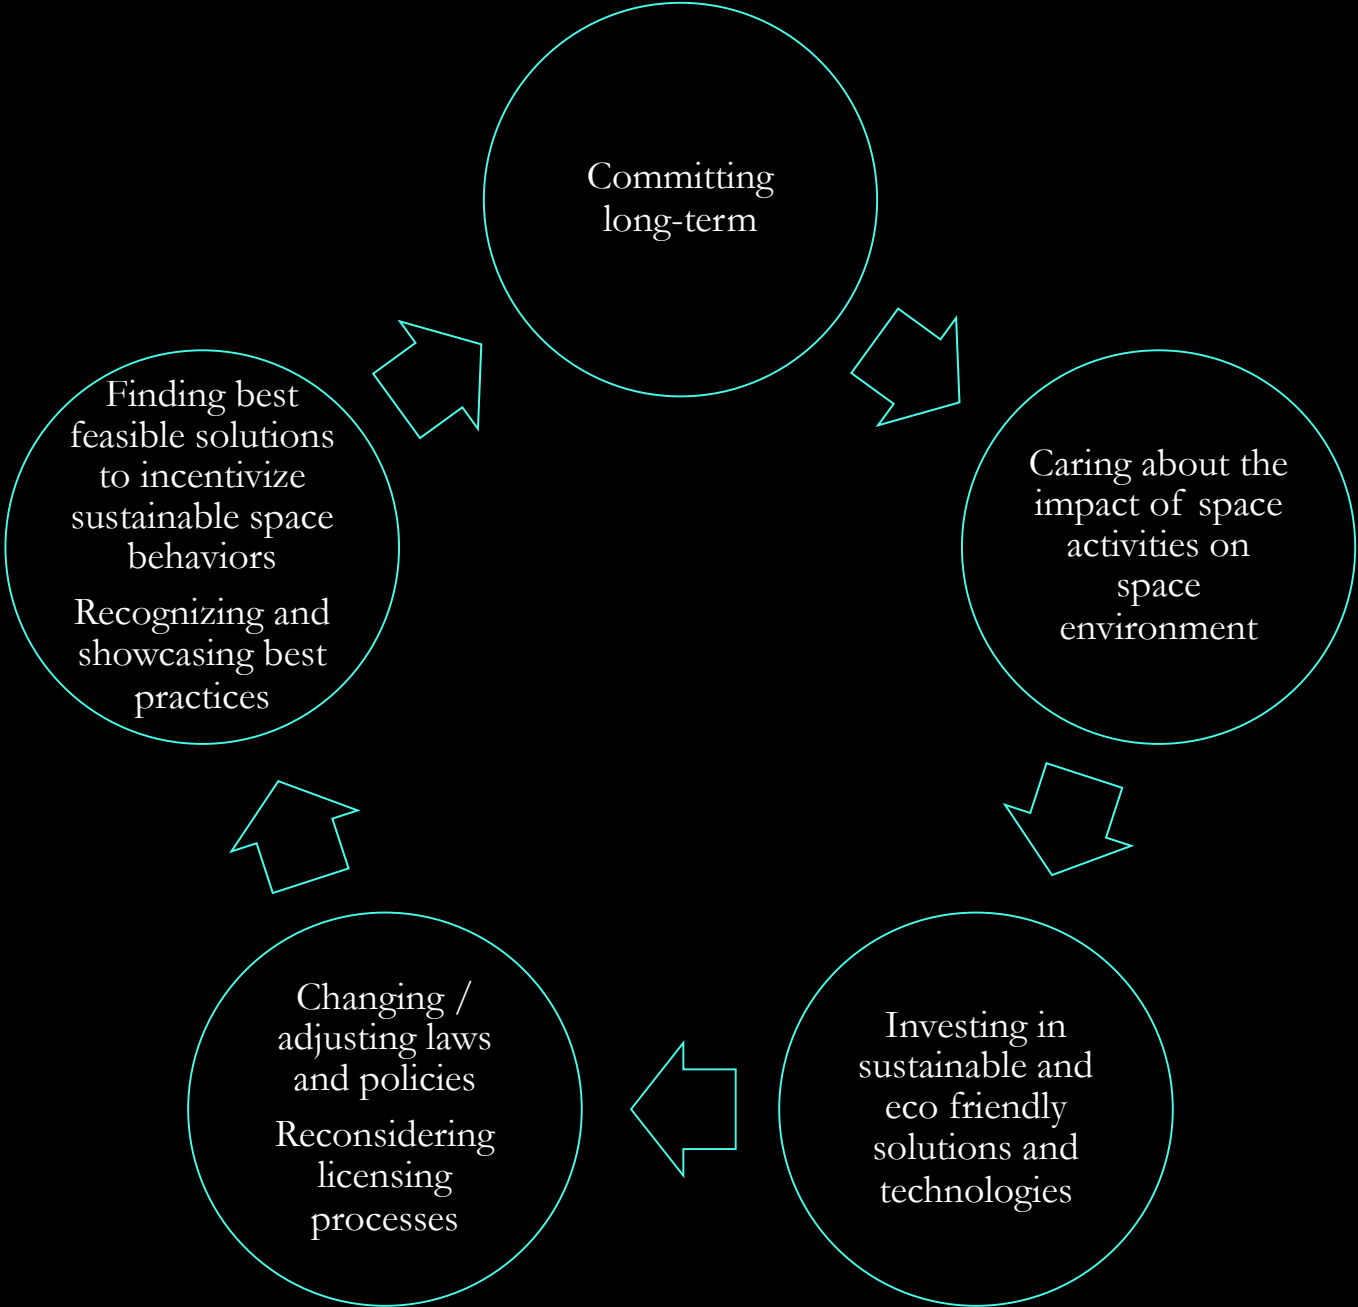 Committing
long-term
Caring about the
impact of space
activities on
space
environment
Investing in
sustainable and
eco friendly
solutions and
technologies
Changing /
adjusting laws
and policies
Reconsidering
licensing
processes
Finding best
feasible solutions
to incentivize
sustainable space
behaviors
Recognizing and
showcasing best
practices